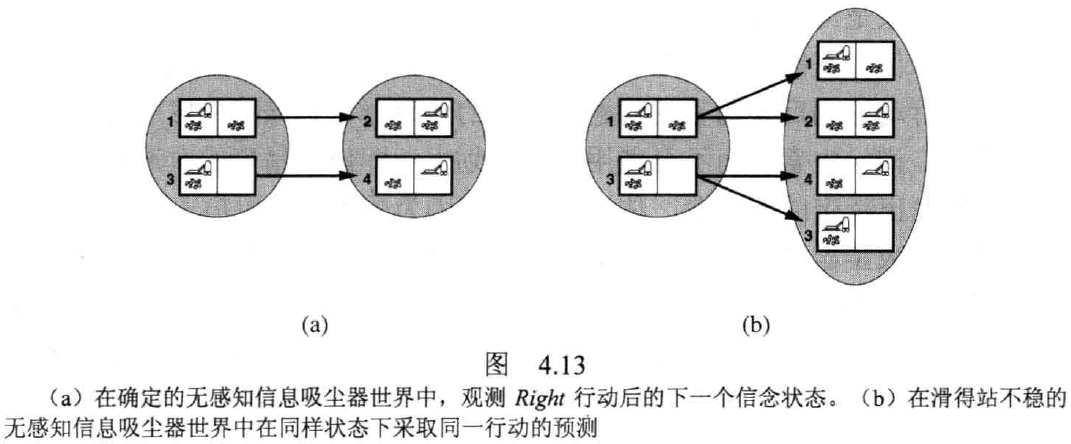 1 2 3 4
1 3 1 2 4 3
(a) (b)
图 4.13
（a）在确定的无感知信息吸尘器世界中，观测 Right 行动后的下一个信念状态。（b）在滑得站不稳的
无感知信息吸尘器世界中在同样状态下采取同一行动的预测